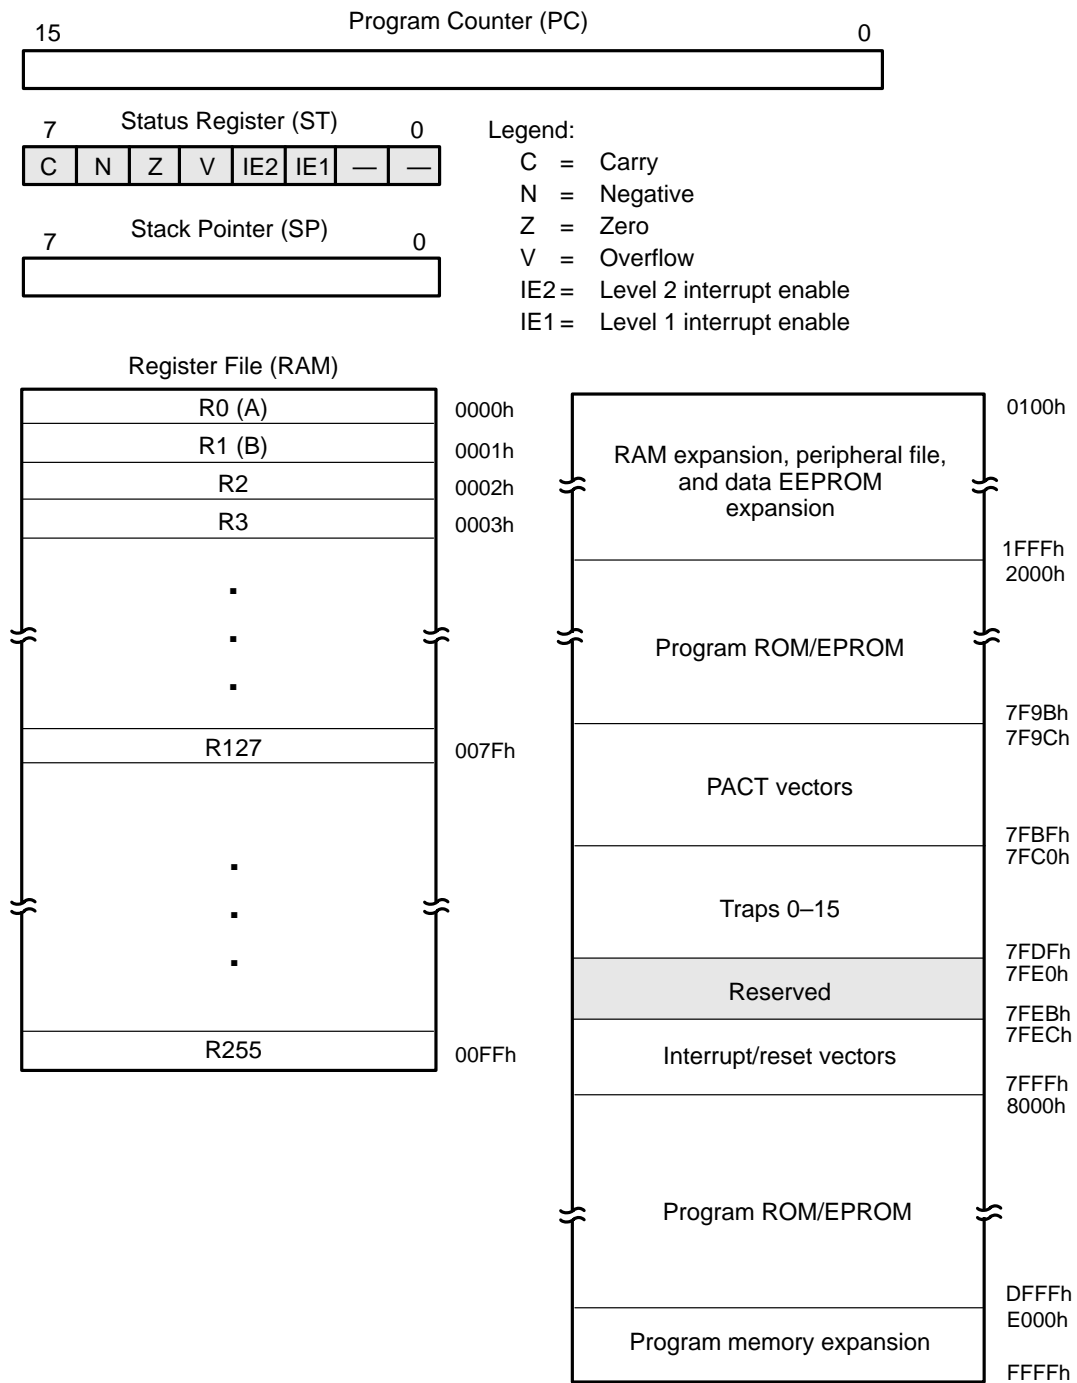 Program Counter (PC)
15 0
Status Register (ST)
7 0
C N Z V IE2 IE1 — —
Stack Pointer (SP)
7 0
Legend:
C = Carry
N = Negative
Z = Zero
V = Overflow
IE2 = Level 2 interrupt enable
IE1 = Level 1 interrupt enable
Register File (RAM)
R0 (A) 0000h
R1 (B) 0001h
R2 0002h
R3 0003h
R127 007Fh
R255 00FFh
0100h
RAM expansion, peripheral file,
and data EEPROM
expansion
1FFFh
2000h
Program ROM/EPROM
7F9Bh
7F9Ch
PACT vectors
7FBFh
7FC0h
Traps 0–15
7FDFh
7FE0h
Reserved
7FEBh
7FECh
Interrupt/reset vectors
7FFFh
8000h
Program ROM/EPROM
DFFFh
E000h
Program memory expansion
FFFFh